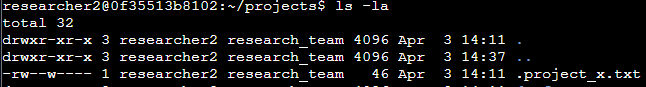 researcher2@0f35513b8102:~/projects$ ls -la
total 32
drwxr-xr-x 3 researcher2 research_team 4096 Apr  3 14:11 .
drwxr-xr-x 3 researcher2 research_team 4096 Apr  3 14:37 ..
-rw--w---- 1 researcher2 research_team   46 Apr  3 14:11 .project_x.txt